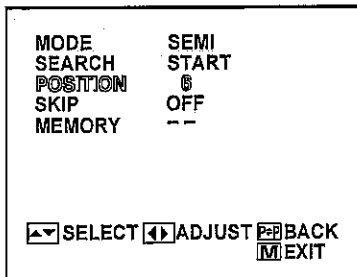 MODE SEMI
SEARCH START
POSITION 6
SKIP OFF
MEMORY --
SELECT ADJUST P÷P BACK
M EXIT